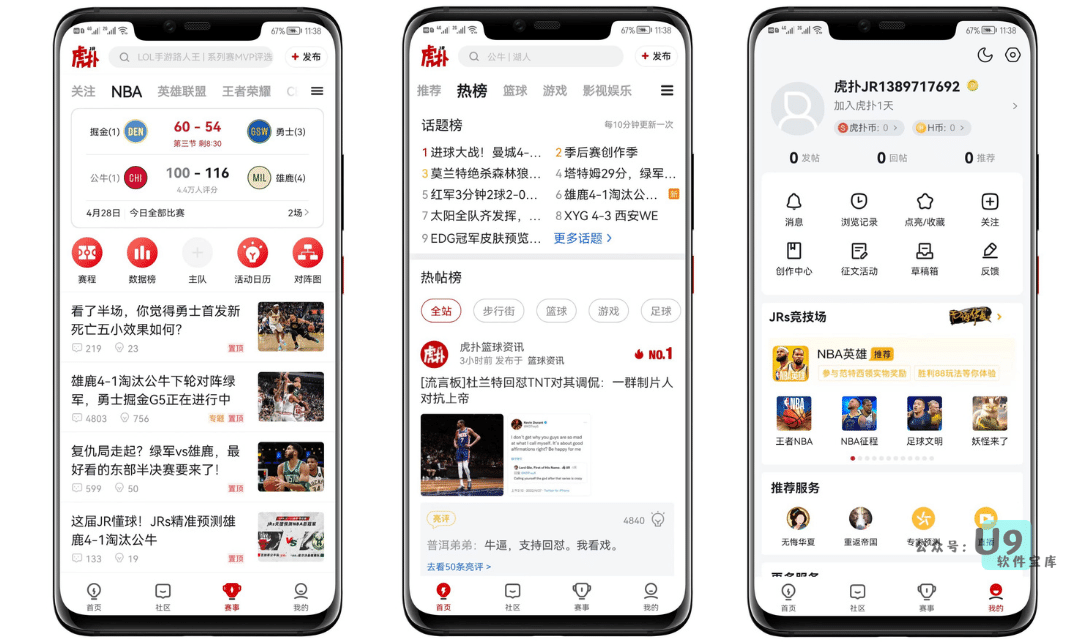 67% 11:38
虎扑
LOL手游路人王 | 系列赛MVP评选
+ 发布
关注 NBA 英雄联盟 王者荣耀
掘金(1) DEN 60 - 54 GSW 勇士(3)
第三节 剩8:30
公牛(1) CHI 100 - 116 MIL 雄鹿(4)
4.4万人评分
4月28日 今日全部比赛 2场 >
赛程 数据榜 主队 活动日历 对阵图
看了半场，你觉得勇士首发新
死亡五小效果如何？
219 23 置顶
雄鹿4-1淘汰公牛下轮对阵绿
军，勇士掘金G5正在进行中
4803 756 专题 置顶
复仇局走起？绿军vs雄鹿，最
好看的东部半决赛要来了！
599 50 置顶
这届JR懂球！JRs精准预测雄
鹿4-1淘汰公牛
133 19 置顶
首页 社区 赛事 我的
67% 11:38
虎扑
公牛 | 湖人
+ 发布
推荐 热榜 篮球 游戏 影视娱乐
话题榜 每10分钟更新一次
1 进球大战！曼城4-... 2 季后赛创作季
3 莫兰特绝杀森林狼... 4 塔特姆29分，绿军...
5 红军3分钟2球2-0... 6 雄鹿4-1淘汰公... 新
7 太阳全队齐发挥，... 8 XYG 4-3 西安WE
9 EDG冠军皮肤预览... 更多话题 >
热帖榜
全站 步行街 篮球 游戏 足球
虎扑
虎扑篮球资讯
3小时前 发布于 篮球资讯
NO.1
[流言板]杜兰特回怼TNT对其调侃：一群制片人
对抗上帝
I don't get why you guys are so mad
at what I call myself. It's about good
affirmations right? Be happy for me
亮评 4840
普洱弟弟：牛逼，支持回怼。我看戏。
去看50条亮评 >
首页 社区 赛事 我的
67% 11:38
虎扑JR1389717692
加入虎扑1天 >
虎扑币: 0 > H币: 0 >
0 发帖 0 回帖 0 推荐
消息 浏览记录 点亮/收藏 关注
创作中心 征文活动 草稿箱 反馈
JRs竞技场
NBA英雄 推荐
参与范特西领实物奖励 胜利88玩法等你体验
王者NBA NBA征程 足球文明 妖怪来了
推荐服务
无悔华夏 重返帝国
公众号：U9
软件宝库
首页 社区 赛事 我的